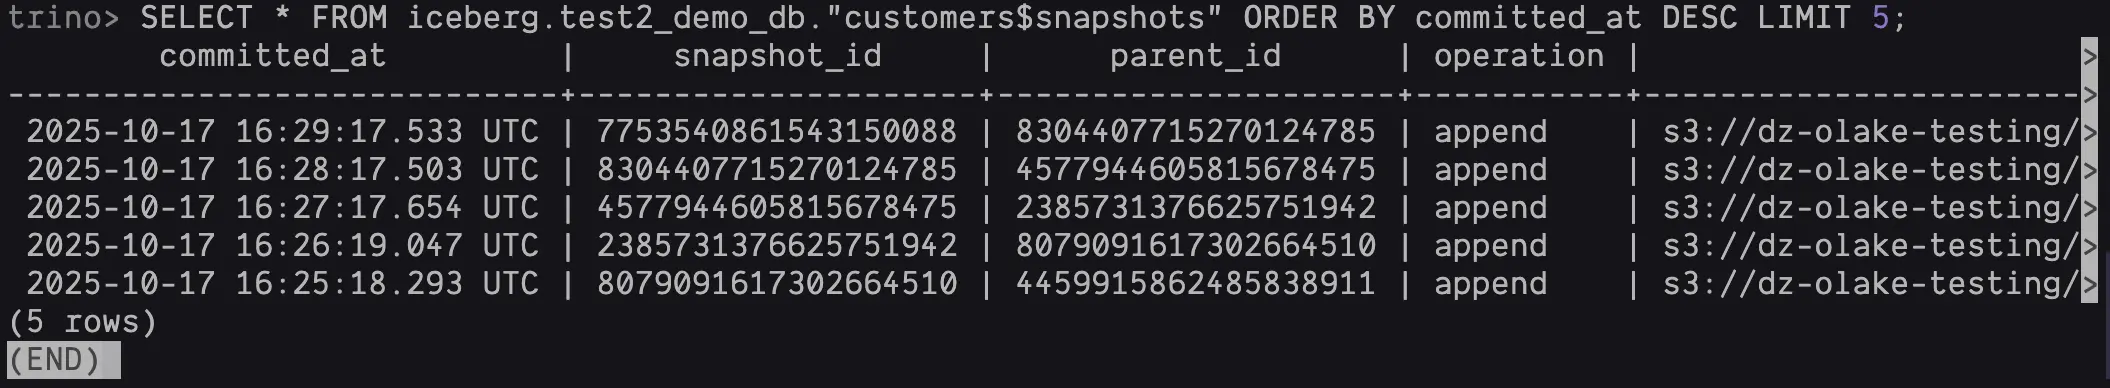 trino> SELECT * FROM iceberg.test2_demo_db."customers$snapshots" ORDER BY committed_at DESC LIMIT 5;
        committed_at         |     snapshot_id     |      parent_id      | operation |                       >
-----------------------------+---------------------+---------------------+-----------+----------------------->
 2025-10-17 16:29:17.533 UTC | 7753540861543150088 | 8304407715270124785 | append    | s3://dz-olake-testing/>
 2025-10-17 16:28:17.503 UTC | 8304407715270124785 | 4577944605815678475 | append    | s3://dz-olake-testing/>
 2025-10-17 16:27:17.654 UTC | 4577944605815678475 | 2385731376625751942 | append    | s3://dz-olake-testing/>
 2025-10-17 16:26:19.047 UTC | 2385731376625751942 | 8079091617302664510 | append    | s3://dz-olake-testing/>
 2025-10-17 16:25:18.293 UTC | 8079091617302664510 | 4459915862485838911 | append    | s3://dz-olake-testing/>
(5 rows)
(END)